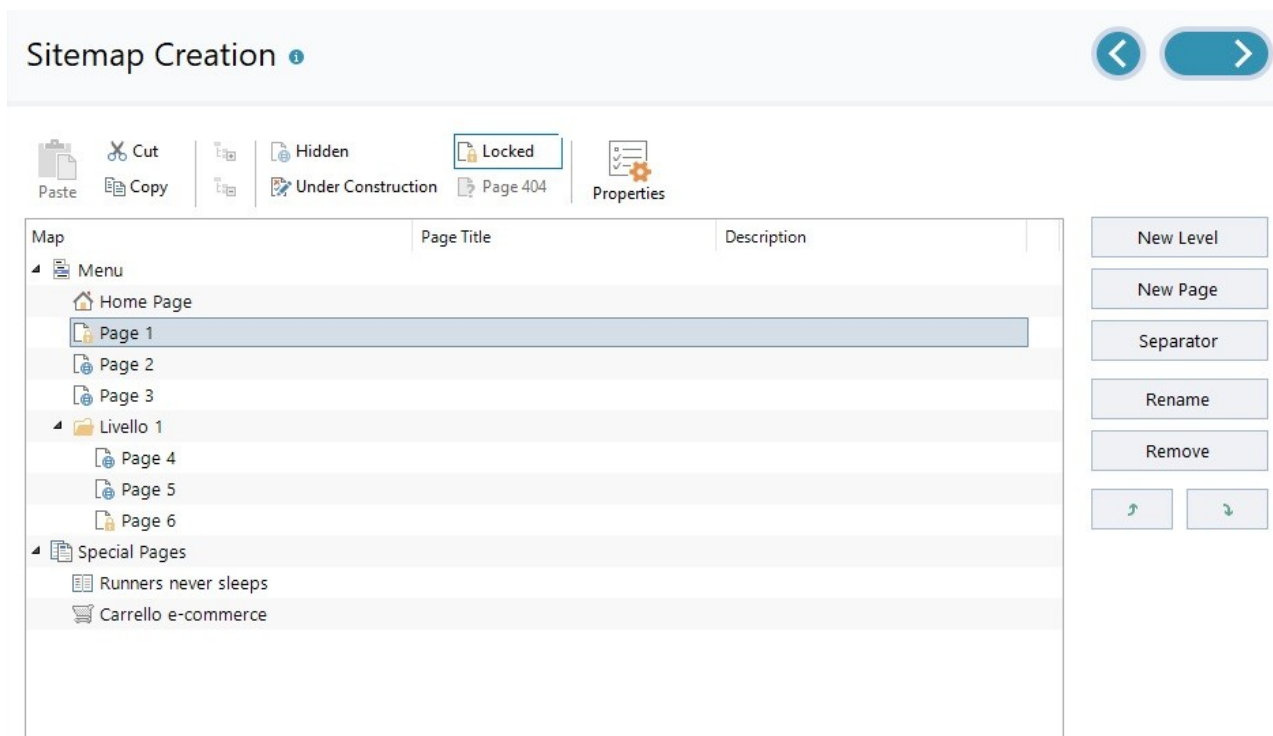 Sitemap Creation
Cut
Hidden
Locked
Paste
Copy
Under Construction
Page 404
Properties
Map Page Title Description
Menu
Home Page
Page 1
Page 2
Page 3
Livello 1
Page 4
Page 5
Page 6
Special Pages
Runners never sleeps
Carrello e-commerce
New Level
New Page
Separator
Rename
Remove